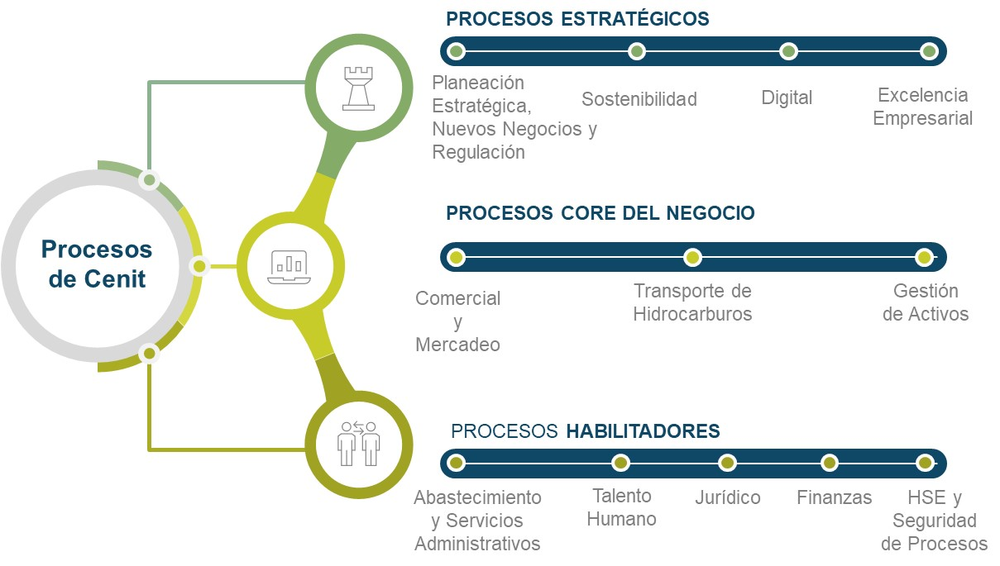 Procesos
de Cenit
PROCESOS ESTRATÉGICOS
Planeación
Estratégica,
Nuevos Negocios y
Regulación
Sostenibilidad
Digital
Excelencia
Empresarial
PROCESOS CORE DEL NEGOCIO
Comercial
y
Mercadeo
Transporte de
Hidrocarburos
Gestión
de Activos
PROCESOS HABILITADORES
Abastecimiento
y Servicios
Administrativos
Talento
Humano
Jurídico
Finanzas
HSE y
Seguridad
de Procesos